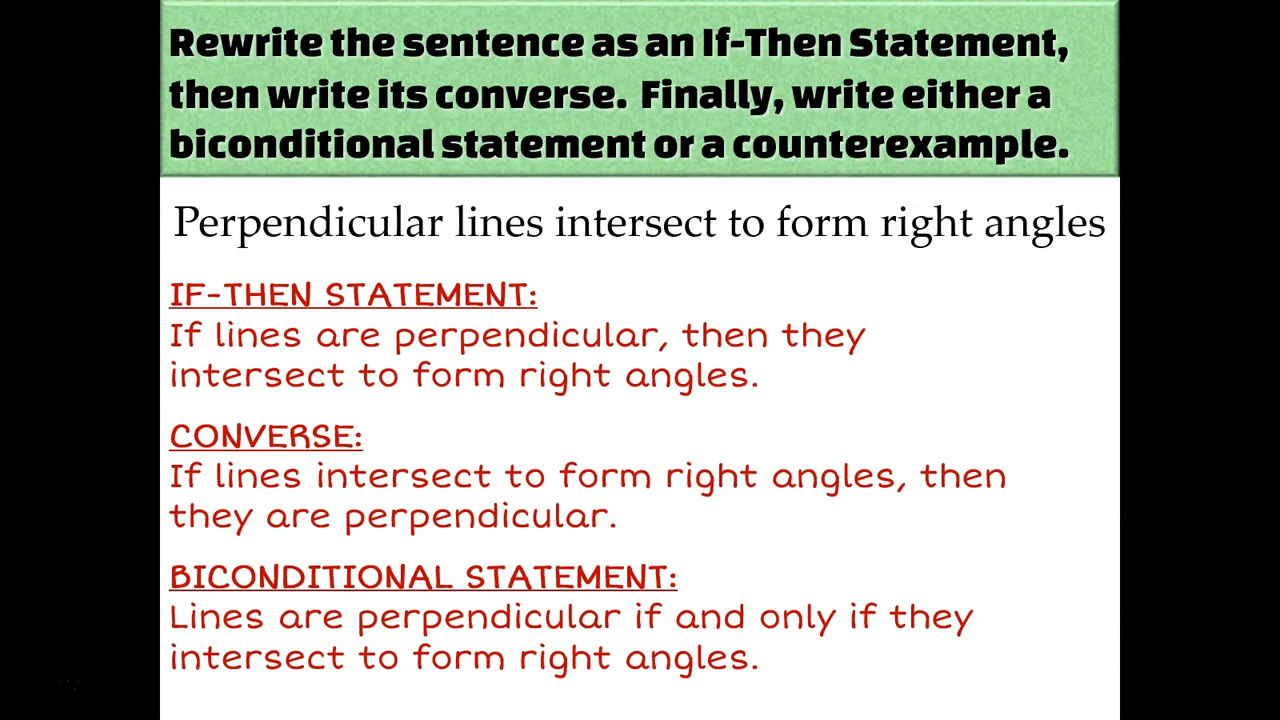 Rewrite the sentence as an If-Then Statement,
then write its converse. Finally, write either a
biconditional statement or a counterexample.
Perpendicular lines intersect to form right angles
IF-THEN STATEMENT:
If lines are perpendicular, then they
intersect to form right angles.
CONVERSE:
If lines intersect to form right angles, then
they are perpendicular.
BICONDITIONAL STATEMENT:
Lines are perpendicular if and only if they
intersect to form right angles.